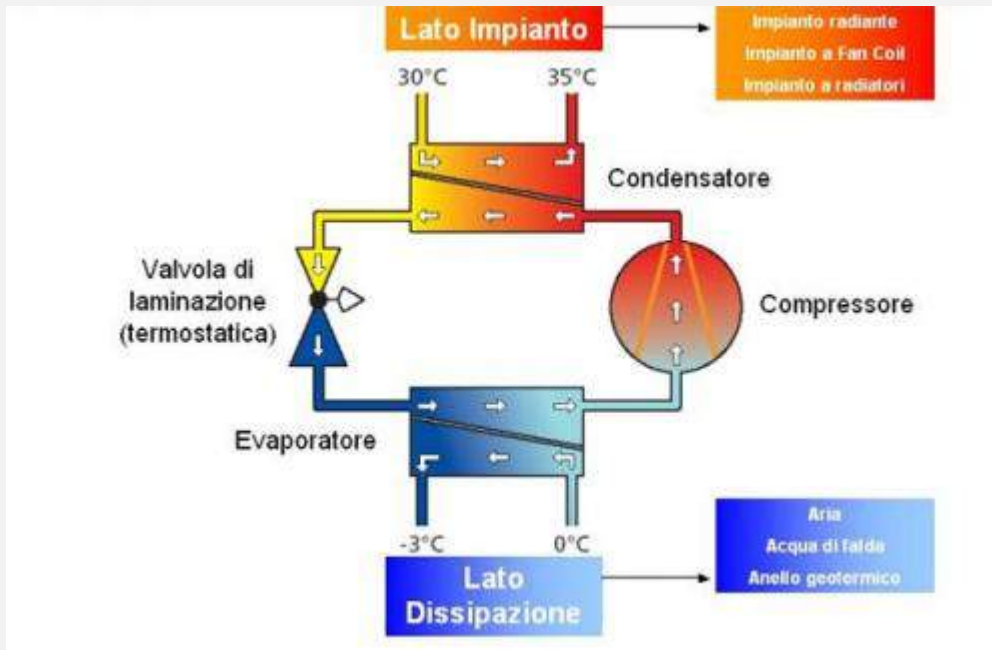 Lato Impianto
Impianto radiante
Impianto a Fan Coil
Impianto a radiatori
30°C
35°C
Condensatore
Valvola di
laminazione
(termostatica)
Compressore
Evaporatore
-3°C
0°C
Lato
Dissipazione
Aria
Acqua di falda
Anello geotermico